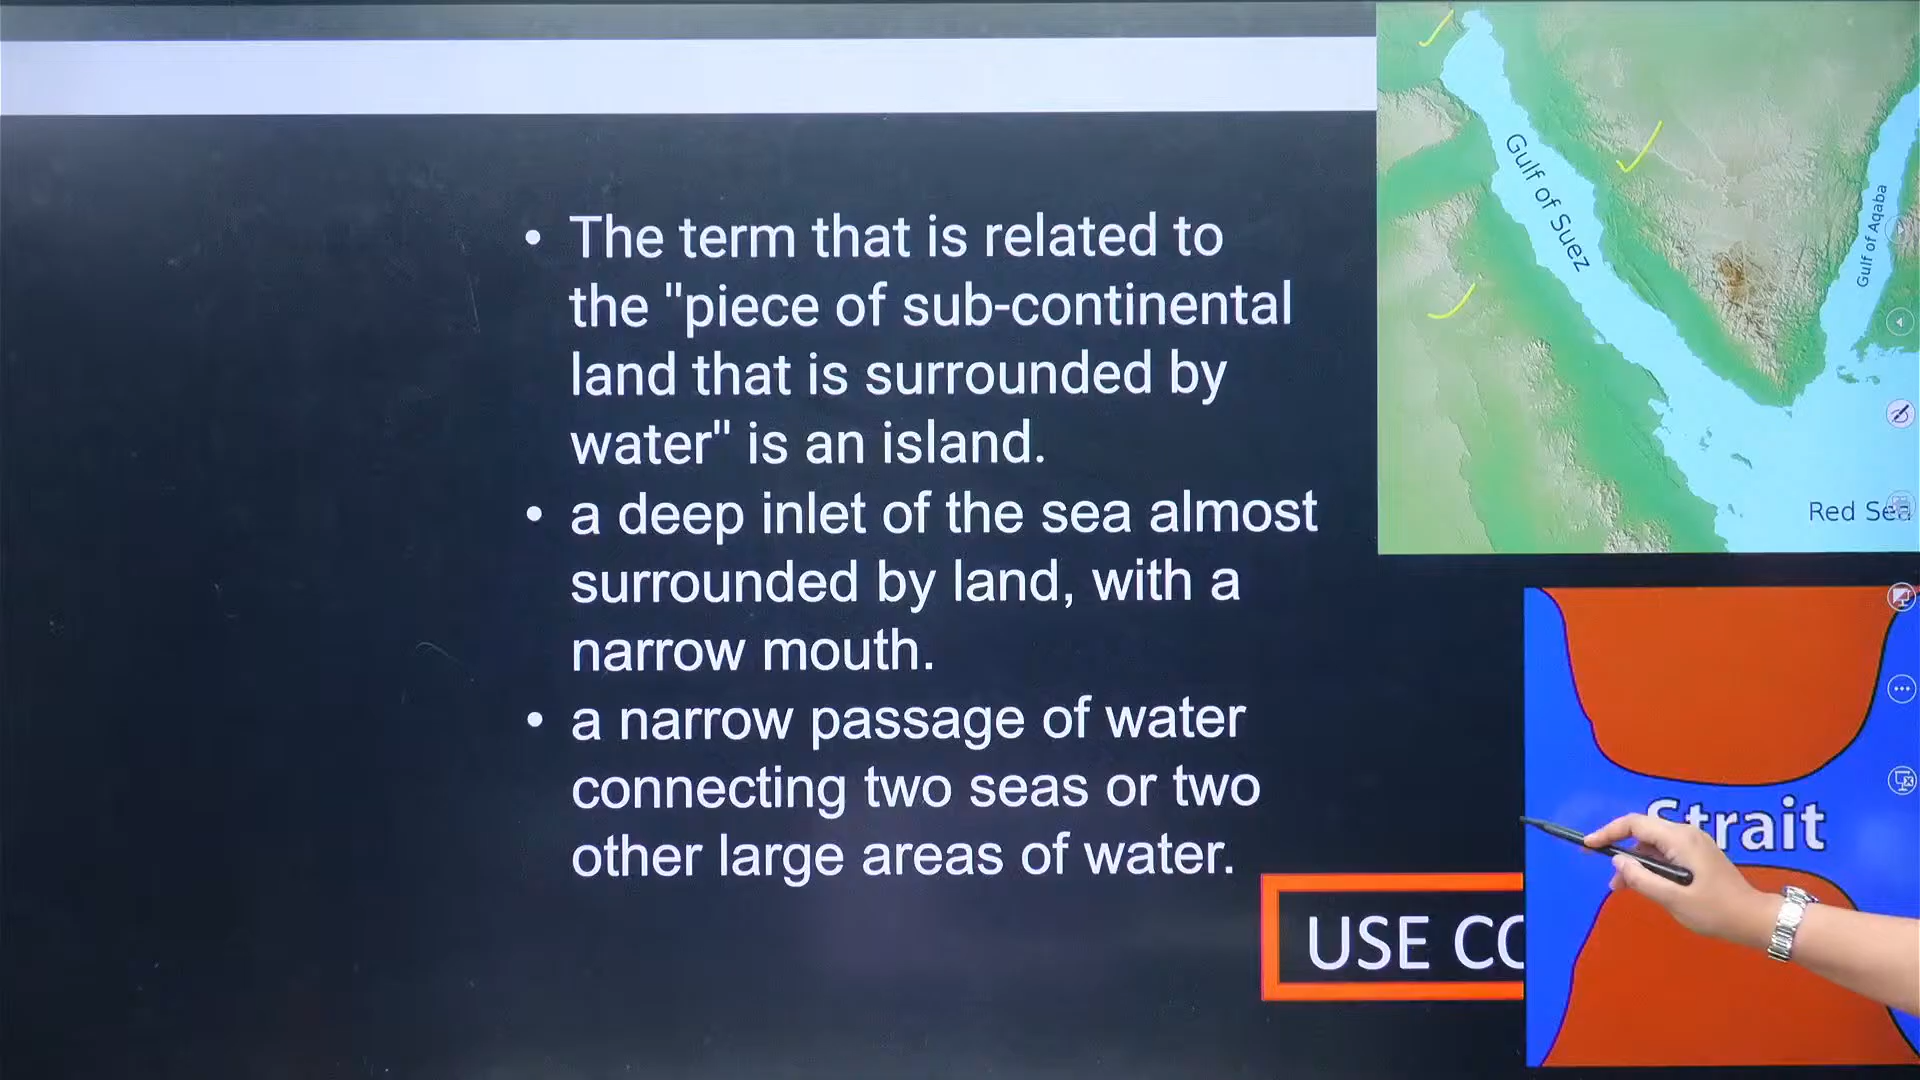 • The term that is related to
the "piece of sub-continental
land that is surrounded by
water" is an island.
• a deep inlet of the sea almost
surrounded by land, with a
narrow mouth.
• a narrow passage of water
connecting two seas or two
other large areas of water.
USE
Gulf of Suez
Gulf of Aqaba
Red Sea
Strait